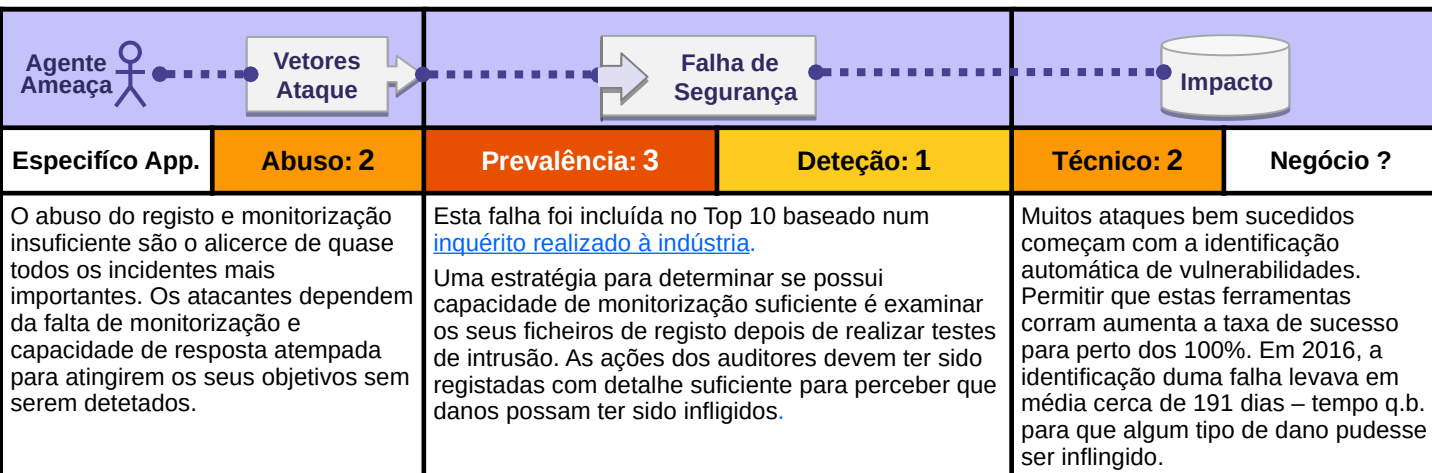 Agente
Ameaça
Vetores
Ataque
Falha de
Segurança
Impacto
Especifíco App.
Abuso: 2
Prevalência: 3
Deteção: 1
Técnico: 2
Negócio ?
O abuso do registo e monitorização
insuficiente são o alicerce de quase
todos os incidentes mais
importantes. Os atacantes dependem
da falta de monitorização e
capacidade de resposta atempada
para atingirem os seus objetivos sem
serem detetados.
Esta falha foi incluída no Top 10 baseado num
inquérito realizado à indústria.
Uma estratégia para determinar se possui
capacidade de monitorização suficiente é examinar
os seus ficheiros de registo depois de realizar testes
de intrusão. As ações dos auditores devem ter sido
registadas com detalhe suficiente para perceber que
danos possam ter sido infligidos.
Muitos ataques bem sucedidos
começam com a identificação
automática de vulnerabilidades.
Permitir que estas ferramentas
corram aumenta a taxa de sucesso
para perto dos 100%. Em 2016, a
identificação duma falha levava em
média cerca de 191 dias – tempo q.b.
para que algum tipo de dano pudesse
ser inflingido.